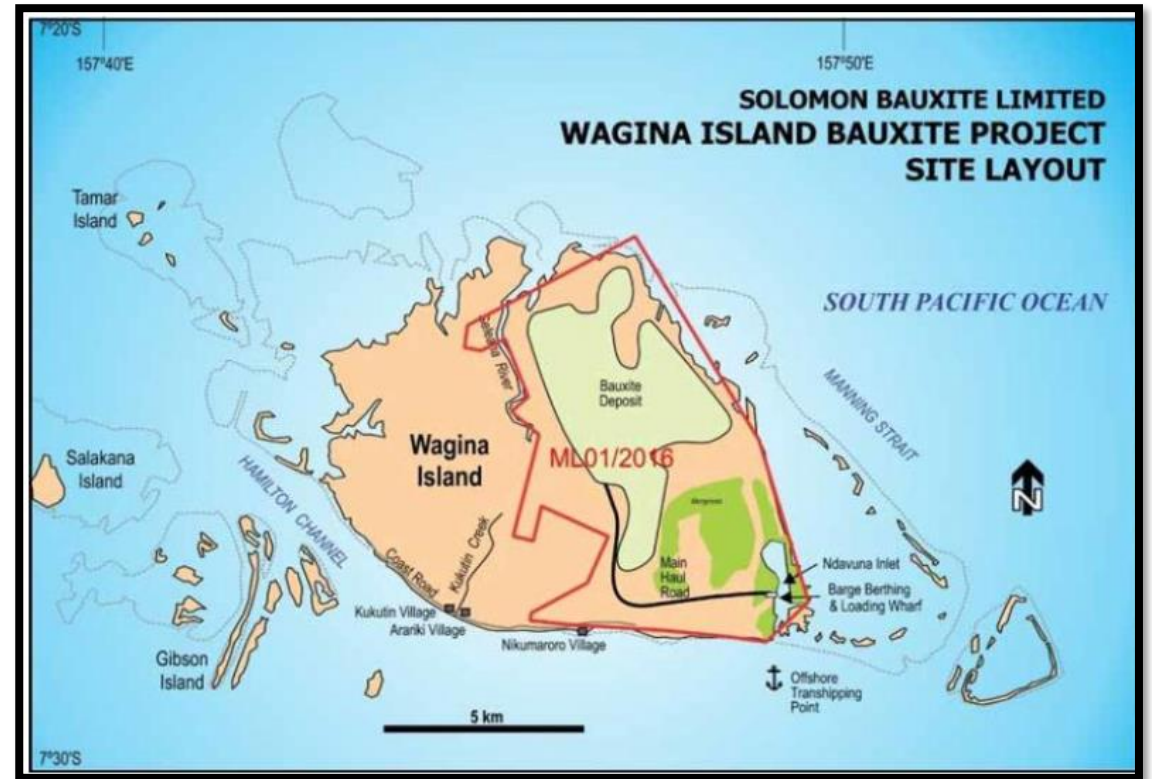 7°20'S
157°40'E
157°50'E
SOLOMON BAUXITE LIMITED
WAGINA ISLAND BAUXITE PROJECT
SITE LAYOUT
Tamar
Island
SOUTH PACIFIC OCEAN
MANNING STRAIT
Bauxite
Deposit
River
Wagina
Island
ML01/2016
Salakana
Island
HAMILTON CHANNEL
N
Coast Road
Kukutin Creek
Main
Haul
Road
Ndavuna Inlet
Barge Berthing
& Loading Wharf
Kukutin Village
Arariki Village
Nikumaroro Village
Gibson
Island
Offshore
Transhipping
Point
5 km
7°30'S